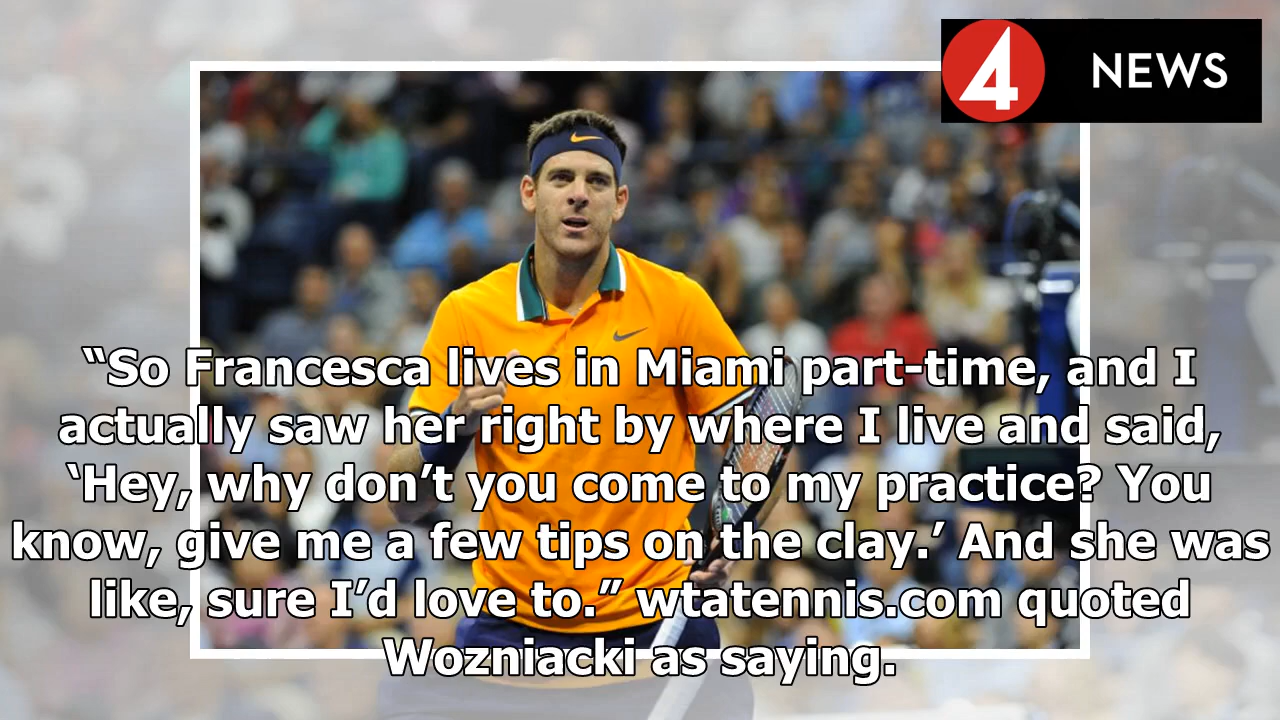 4 NEWS
“So Francesca lives in Miami part-time, and I
actually saw her right by where I live and said,
‘Hey, why don’t you come to my practice? You
know, give me a few tips on the clay.’ And she was
like, sure I’d love to.” wtatennis.com quoted
Wozniacki as saying.